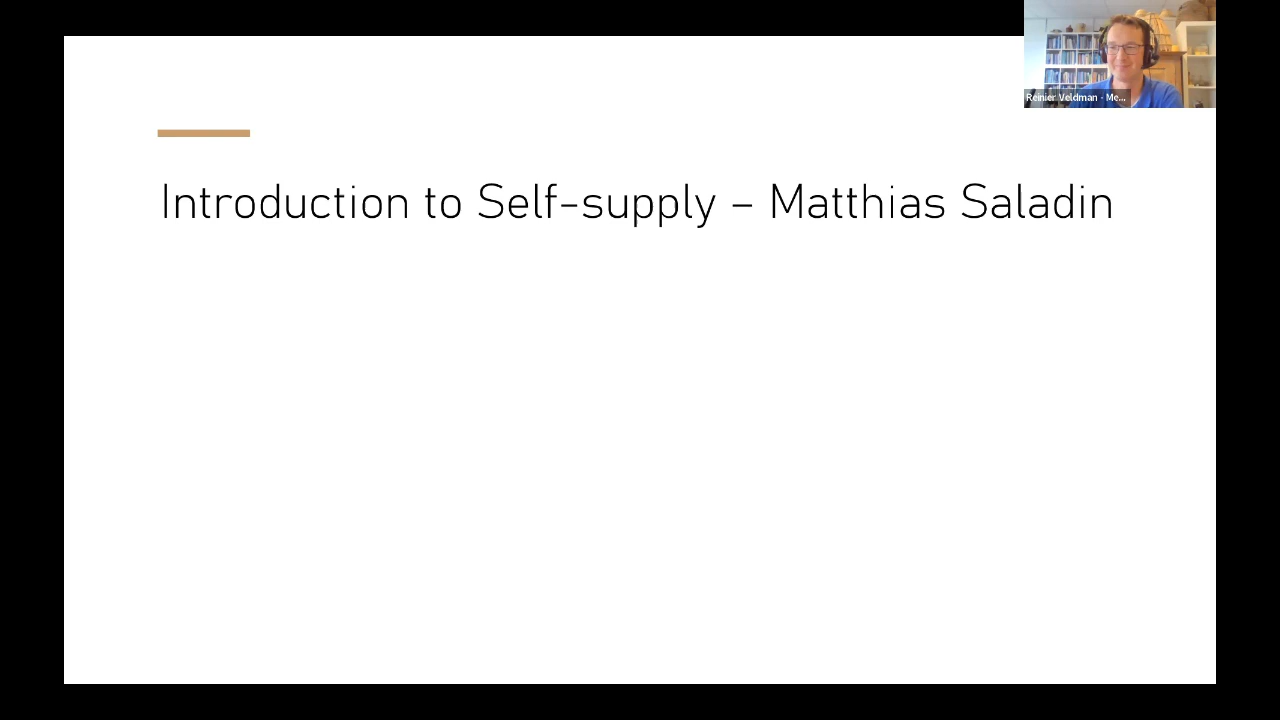 Reinier Veldman - Me...
Introduction to Self-supply – Matthias Saladin